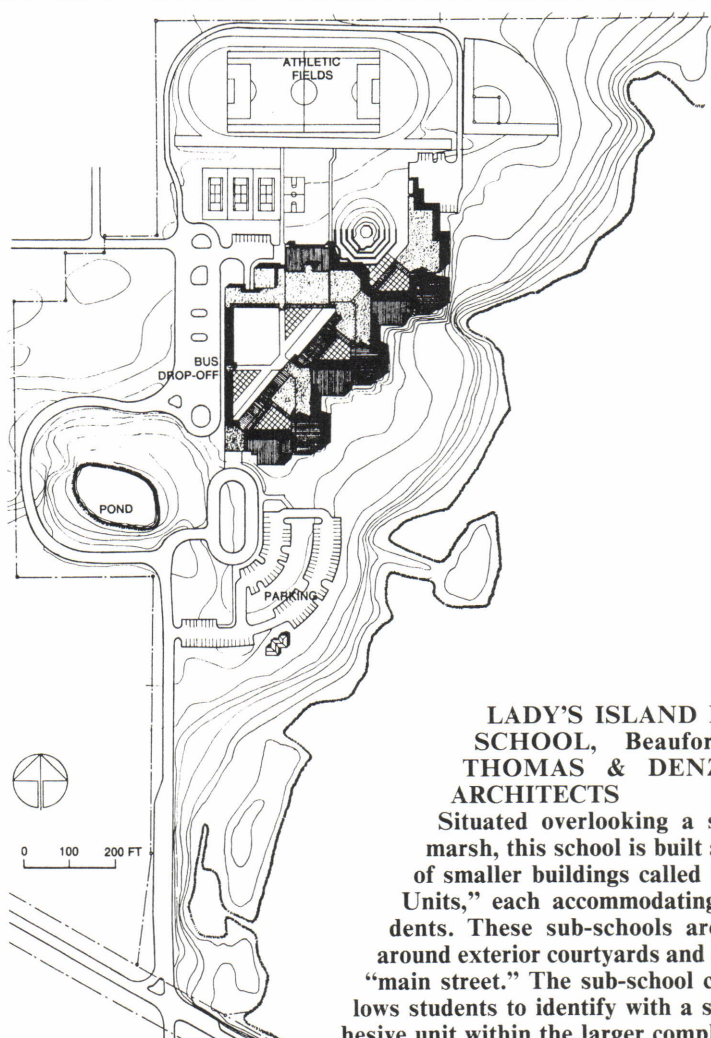 ATHLETIC
FIELDS
BUS
DROP-OFF
POND
PARKING
0 100 200 FT
LADY'S ISLAND
SCHOOL, Beaufor
THOMAS & DENZ
ARCHITECTS
Situated overlooking a s
marsh, this school is built a
of smaller buildings called
Units,” each accommodating
dents. These sub-schools are
around exterior courtyards and
“main street.” The sub-school c
lows students to identify with a s
hesive unit within the larger compl